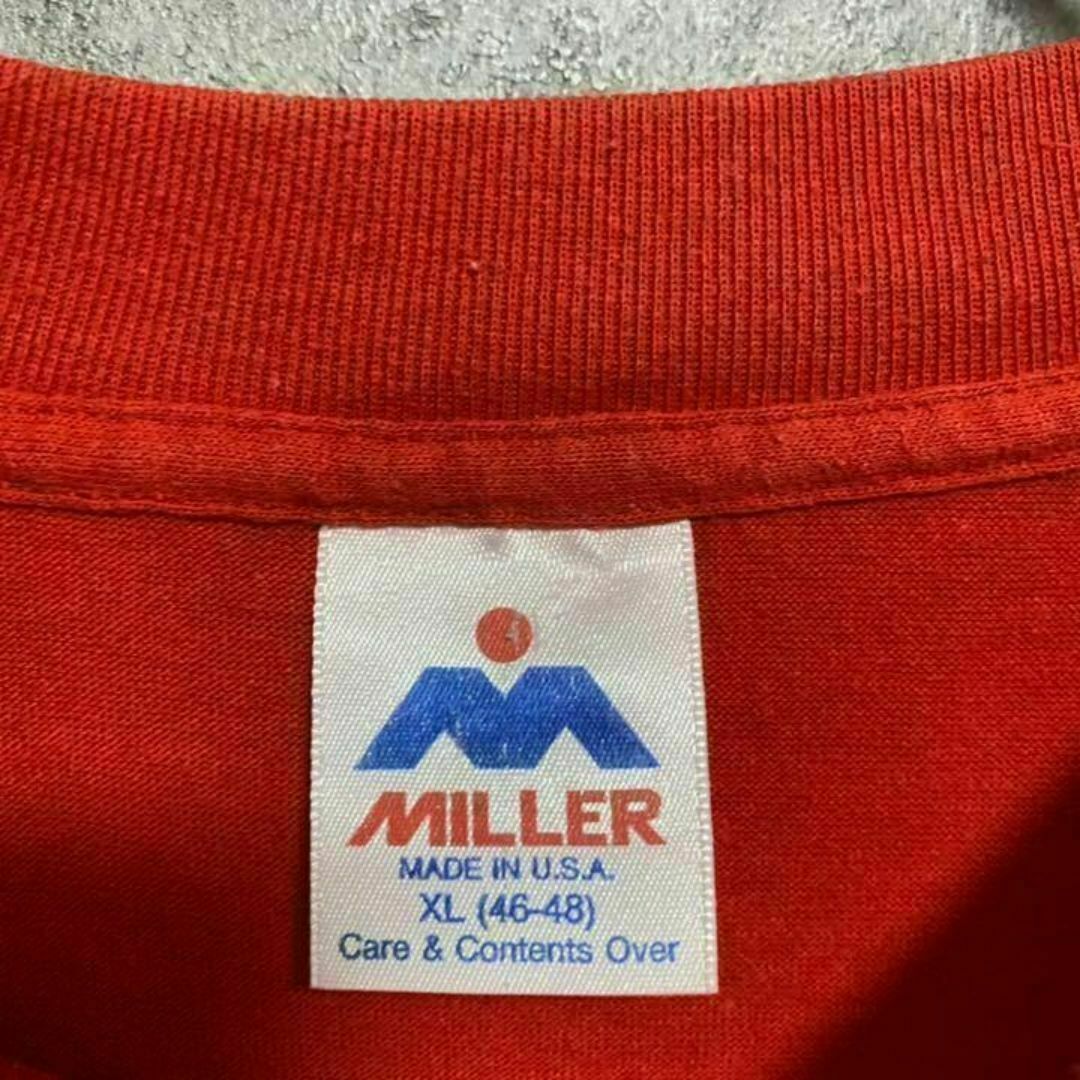 MILLER
MADE IN U.S.A.
XL (46-48)
Care & Contents Over